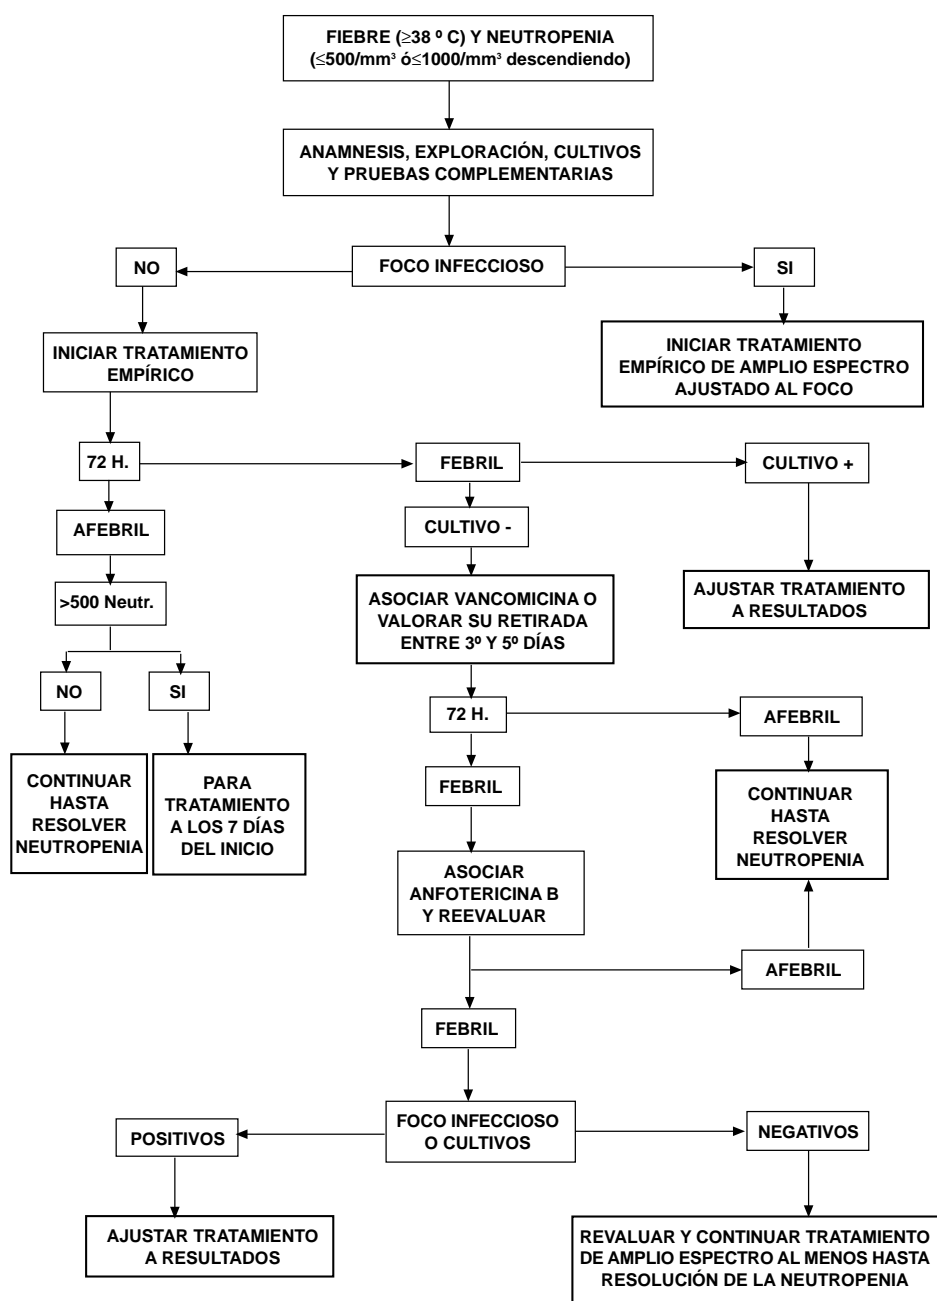 FIEBRE (≥38 º C) Y NEUTROPENIA
(≤500/mm³ ó≤1000/mm³ descendiendo)
ANAMNESIS, EXPLORACIÓN, CULTIVOS
Y PRUEBAS COMPLEMENTARIAS
NO
FOCO INFECCIOSO
SI
INICIAR TRATAMIENTO
EMPÍRICO
INICIAR TRATAMIENTO
EMPÍRICO DE AMPLIO ESPECTRO
AJUSTADO AL FOCO
72 H.
FEBRIL
CULTIVO +
AFEBRIL
CULTIVO -
>500 Neutr.
ASOCIAR VANCOMICINA O
VALORAR SU RETIRADA
ENTRE 3º Y 5º DÍAS
AJUSTAR TRATAMIENTO
A RESULTADOS
NO
SI
72 H.
AFEBRIL
CONTINUAR
HASTA
RESOLVER
NEUTROPENIA
PARA
TRATAMIENTO
A LOS 7 DÍAS
DEL INICIO
FEBRIL
CONTINUAR
HASTA
RESOLVER
NEUTROPENIA
ASOCIAR
ANFOTERICINA B
Y REEVALUAR
AFEBRIL
FEBRIL
POSITIVOS
FOCO INFECCIOSO
O CULTIVOS
NEGATIVOS
AJUSTAR TRATAMIENTO
A RESULTADOS
REVALUAR Y CONTINUAR TRATAMIENTO
DE AMPLIO ESPECTRO AL MENOS HASTA
RESOLUCIÓN DE LA NEUTROPENIA